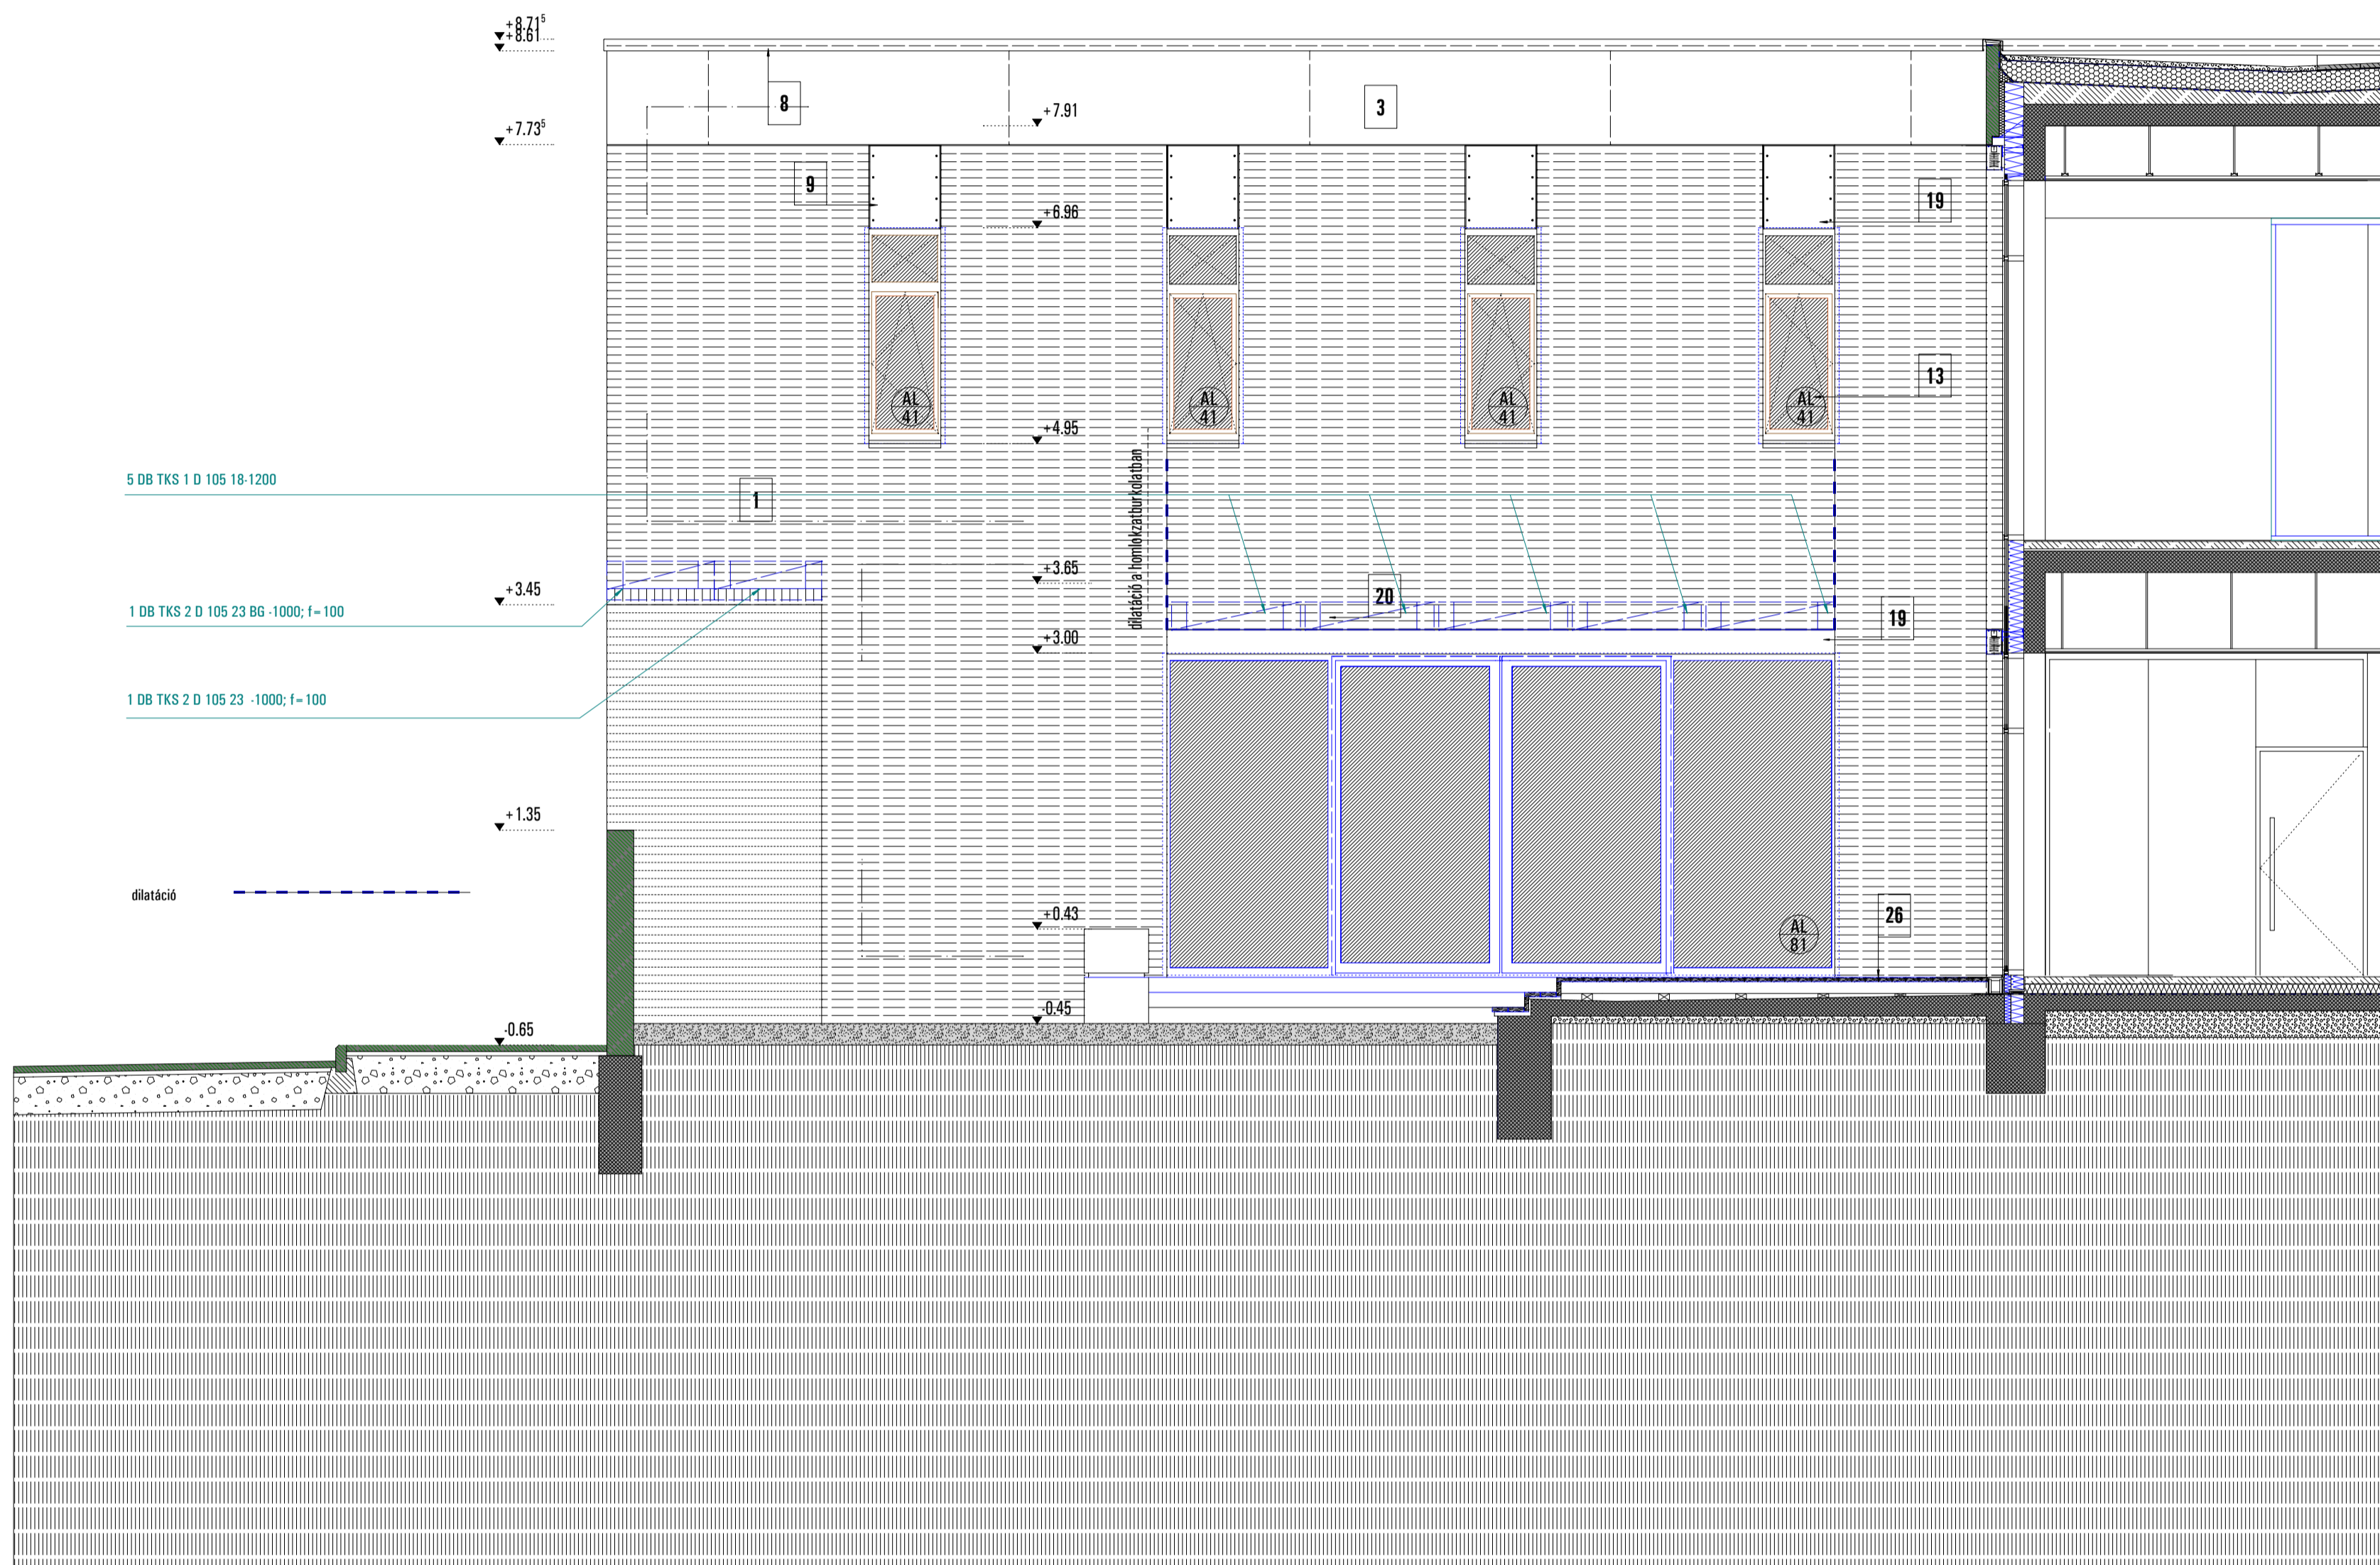 +8.71⁵
+8.61
8
3
+7.91
+7.73⁵
9
19
+6.96
13
AL
41
AL
41
AL
41
AL
41
+4.95
dilatáció a homlokzatburkolatban
5 DB TKS 1 D 105 18-1200
1
+3.65
20
+3.45
1 DB TKS 2 D 105 23 BG -1000; f=100
19
+3.00
1 DB TKS 2 D 105 23 -1000; f=100
+1.35
dilatáció
+0.43
26
AL
81
-0.45
-0.65